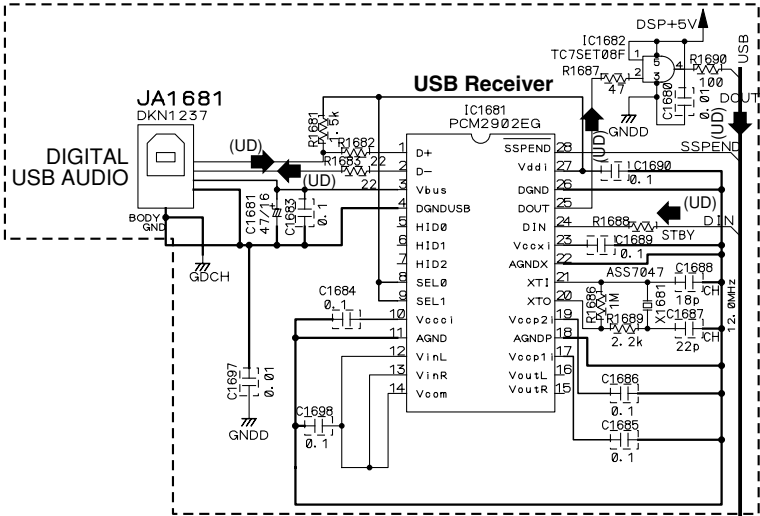 DSP+5V
USB
IC1682
TC7SET08F
1
5
2
3
4
R1690
100
R1687
47
C1680
0.01
DOUT
(UD)
GNDD
(UD)
SSPEND
USB Receiver
JA1681
DKN1237
DIGITAL
USB AUDIO
(UD)
(UD)
BODY
GND
GDCH
R1681
1.5k
R1682
22
R1683
22
C1681
47/16
C1683
0.1
IC1681
PCM2902EG
1 D+
2 D-
3 Vbus
4 DGNDUSB
5 HID0
6 HID1
7 HID2
8 SEL0
9 SEL1
10 Vccci
11 AGND
12 VinL
13 VinR
14 Vcom
SSPEND 28
Vddi 27
DGND 26
DOUT 25
DIN 24
Vccxi 23
AGNDX 22
XTI 21
XTO 20
Vccp2i 19
AGNDP 18
Vccp1i 17
VoutL 16
VoutR 15
C1690
0.1
R1688
STBY
(UD)
DIN
C1689
0.1
ASS7047
R1686
1M
X1681
C1688
18p
CH
R1689
2.2k
C1687
22p
CH
12.0MHz
C1684
0.1
C1697
0.01
GNDD
C1698
0.1
C1686
0.1
C1685
0.1